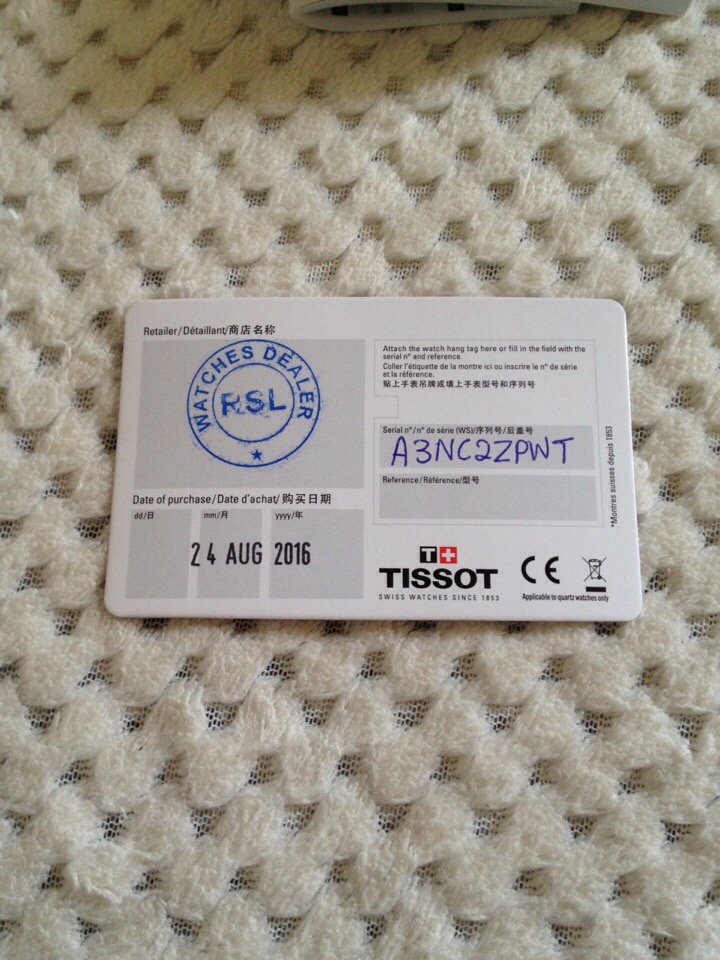 Retailer/Détaillant/商店名称
WATCHES DEALER
RSL
Date of purchase/Date d'achat/购买日期
dd/日 mm/月 yyyy/年
24 AUG 2016
Attach the watch hang tag here or fill in the field with the
serial n° and reference.
Coller l'étiquette de la montre ici ou inscrire le n° de série
et la référence.
贴上手表吊牌或填上手表型号和序列号
Serial n°/n° de série (WS)/序列号/后盖号
A3NC2ZPWT
Reference/Référence/型号
*Montres suisses depuis 1853
T+
TISSOT
SWISS WATCHES SINCE 1853
CE
Applicable to quartz watches only